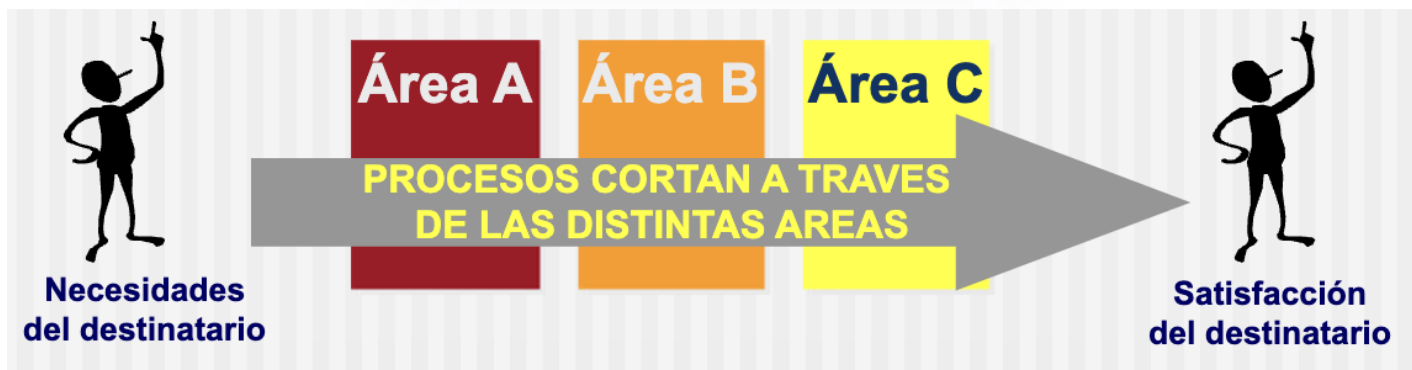 Área A
Área B
Área C
PROCESOS CORTAN A TRAVES
DE LAS DISTINTAS AREAS
Necesidades
del destinatario
Satisfacción
del destinatario